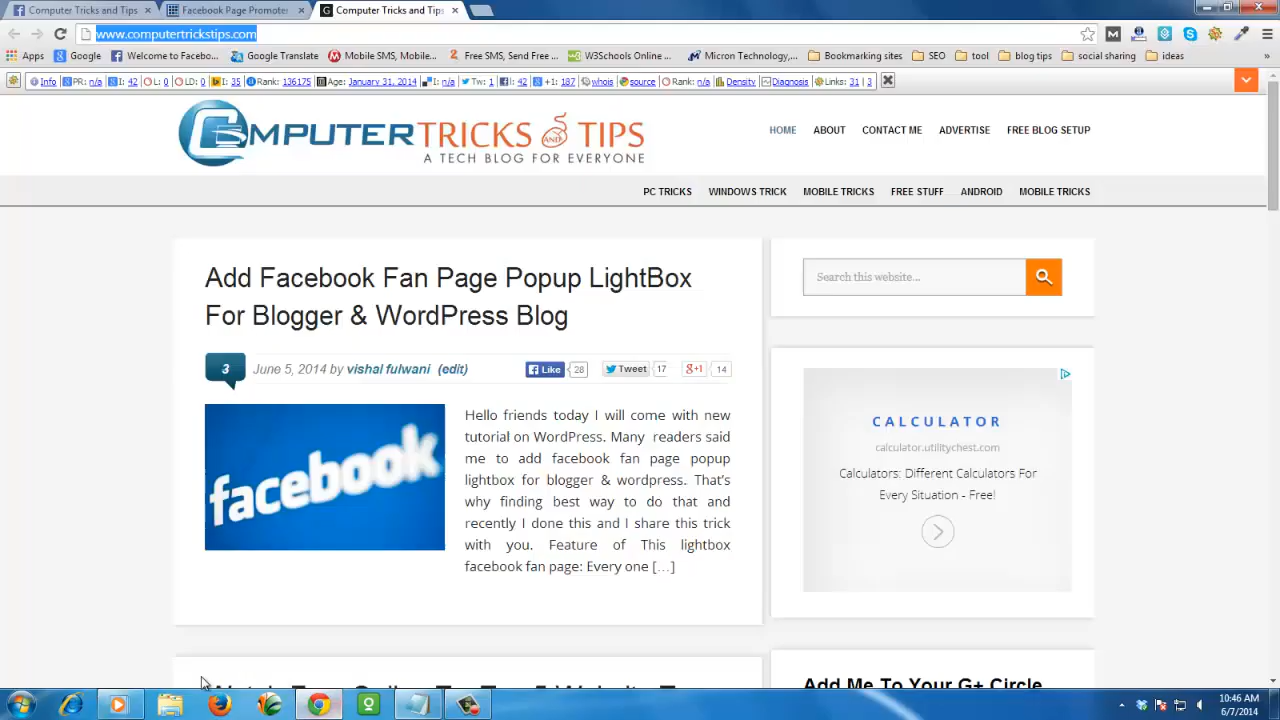 Computer Tricks and Tips
Facebook Page Promoter
Computer Tricks and Tips
www.computertrickstips.com
Apps
Google
Welcome to Facebo...
Google Translate
Mobile SMS, Mobile...
Free SMS, Send Free...
W3Schools Online W...
Micron Technology,...
Bookmarking sites
SEO
tool
blog tips
social sharing
ideas
Info PR: n/a I: 42 L: 0 LD: 0 I: 35 Rank: 136175 Age: January 31, 2014 I: n/a Tw: 1 I: 42 +1: 187 whois source Rank: n/a Density Diagnosis Links: 31 | 3
COMPUTER TRICKS AND TIPS
A TECH BLOG FOR EVERYONE
HOME ABOUT CONTACT ME ADVERTISE FREE BLOG SETUP
PC TRICKS WINDOWS TRICK MOBILE TRICKS FREE STUFF ANDROID MOBILE TRICKS
Add Facebook Fan Page Popup LightBox
For Blogger & WordPress Blog
3 June 5, 2014 by vishal fulwani (edit)
Like 28 Tweet 17 g+1 14
facebook
Hello friends today I will come with new
tutorial on WordPress. Many readers said
me to add facebook fan page popup
lightbox for blogger & wordpress. That's
why finding best way to do that and
recently I done this and I share this trick
with you. Feature of This lightbox
facebook fan page: Every one [...]
Search this website...
CALCULATOR
calculator.utilitychest.com
Calculators: Different Calculators For
Every Situation - Free!
Add Me To Your G+ Circle
10:46 AM
6/7/2014